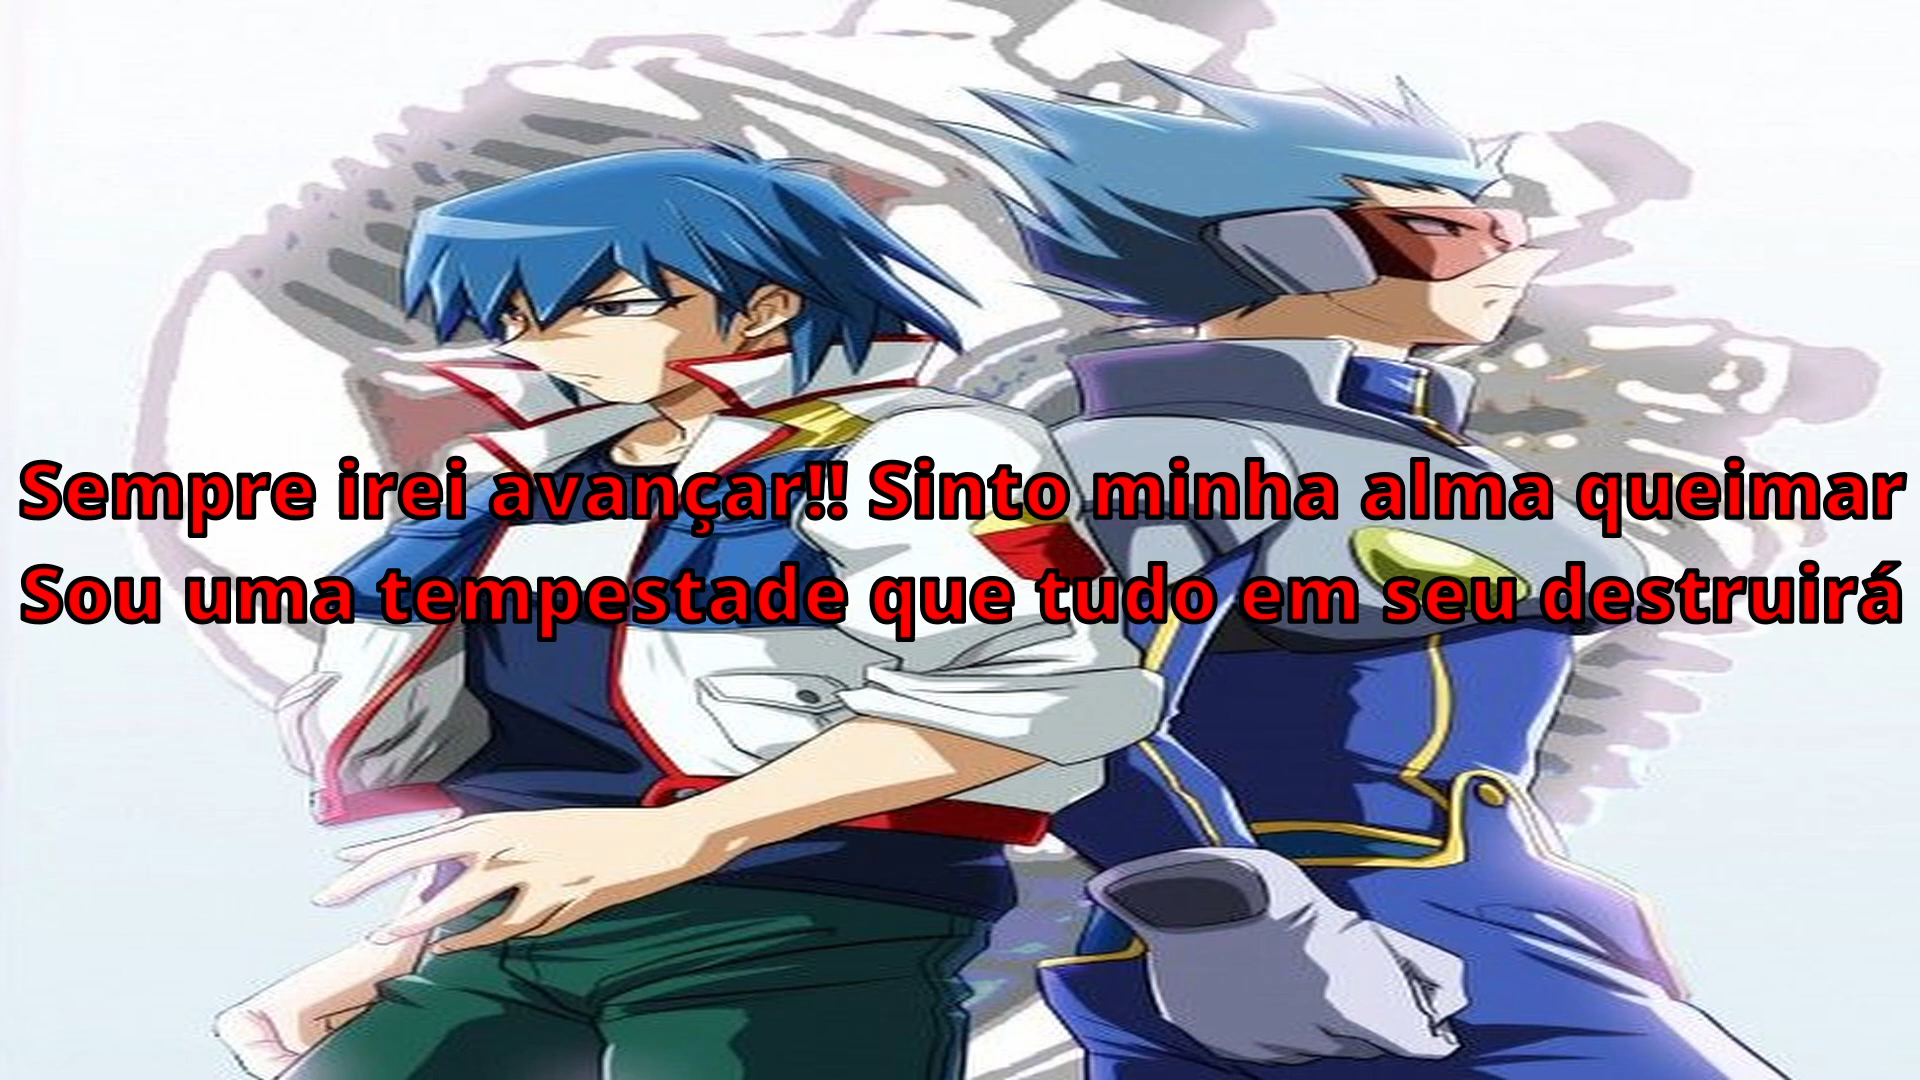 Sempre irei avançar!! Sinto minha alma queimar
Sou uma tempestade que tudo em seu destruirá